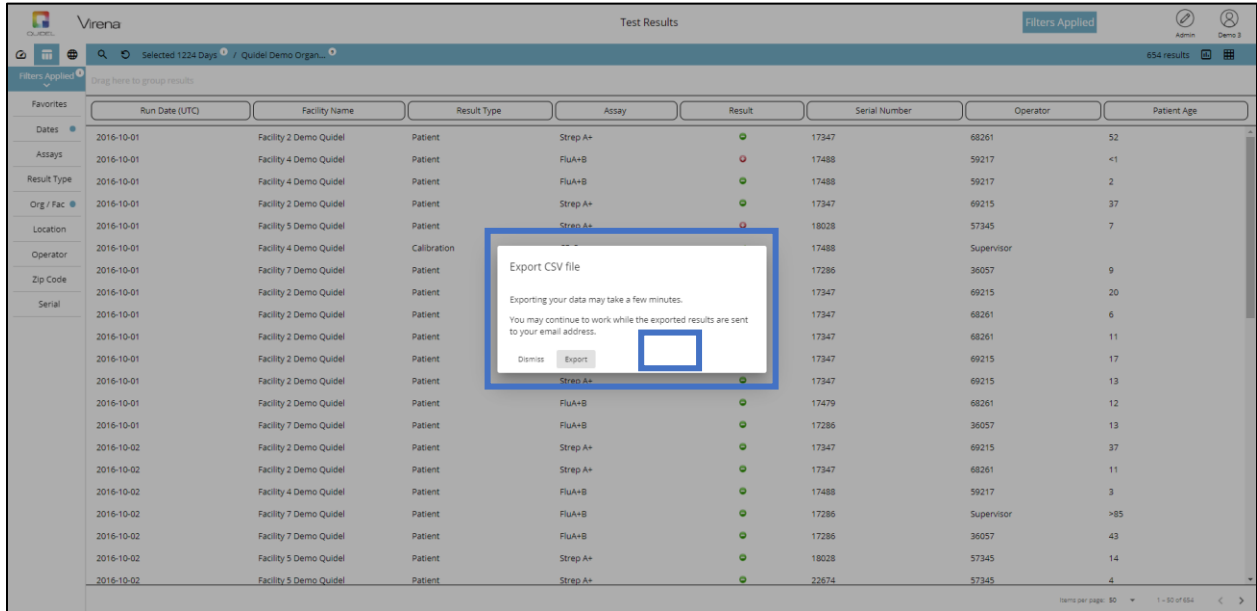 QUIDEL
Virena
Test Results
Filters Applied
Admin
Demo 3
Selected 1224 Days / Quidel Demo Organ...
654 results
Filters Applied
Drag here to group results
Favorites
Dates
Assays
Result Type
Org / Fac
Location
Operator
Zip Code
Serial
Run Date (UTC) Facility Name Result Type Assay Result Serial Number Operator Patient Age
2016-10-01 Facility 2 Demo Quidel Patient Strep A+ 17347 68261 52
2016-10-01 Facility 4 Demo Quidel Patient FluA+B 17488 59217 <1
2016-10-01 Facility 4 Demo Quidel Patient FluA+B 17488 59217 2
2016-10-01 Facility 2 Demo Quidel Patient Strep A+ 17347 69215 37
2016-10-01 Facility 5 Demo Quidel Patient Strep A+ 18028 57345 7
2016-10-01 Facility 4 Demo Quidel Calibration 17488 Supervisor
2016-10-01 Facility 7 Demo Quidel Patient 17286 36057 9
2016-10-01 Facility 2 Demo Quidel Patient 17347 69215 20
2016-10-01 Facility 2 Demo Quidel Patient 17347 68261 6
2016-10-01 Facility 2 Demo Quidel Patient 17347 68261 11
2016-10-01 Facility 2 Demo Quidel Patient 17347 69215 17
2016-10-01 Facility 2 Demo Quidel Patient Strep A+ 17347 69215 13
2016-10-01 Facility 2 Demo Quidel Patient FluA+B 17479 68261 12
2016-10-01 Facility 7 Demo Quidel Patient FluA+B 17286 36057 13
2016-10-02 Facility 2 Demo Quidel Patient Strep A+ 17347 69215 37
2016-10-02 Facility 2 Demo Quidel Patient Strep A+ 17347 68261 11
2016-10-02 Facility 4 Demo Quidel Patient FluA+B 17488 59217 3
2016-10-02 Facility 7 Demo Quidel Patient FluA+B 17286 Supervisor >85
2016-10-02 Facility 7 Demo Quidel Patient FluA+B 17286 36057 43
2016-10-02 Facility 5 Demo Quidel Patient Strep A+ 18028 57345 14
2016-10-02 Facility 5 Demo Quidel Patient Strep A+ 22674 57345 4
Export CSV file
Exporting your data may take a few minutes.
You may continue to work while the exported results are sent
to your email address.
Dismiss Export
Items per page: 50 1 - 50 of 654